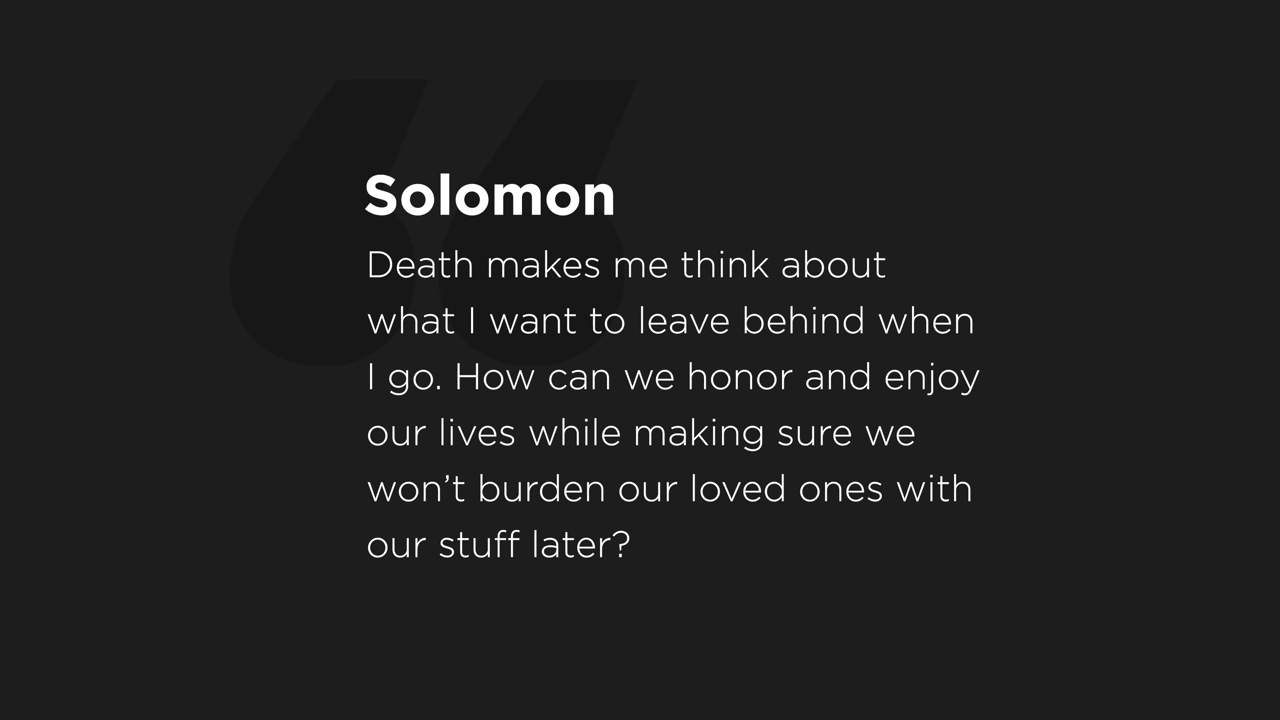 Solomon
Death makes me think about
what I want to leave behind when
I go. How can we honor and enjoy
our lives while making sure we
won’t burden our loved ones with
our stuff later?